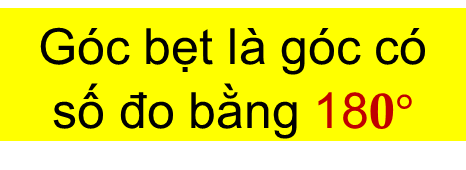 Góc bẹt là góc có
số đo bằng 180°